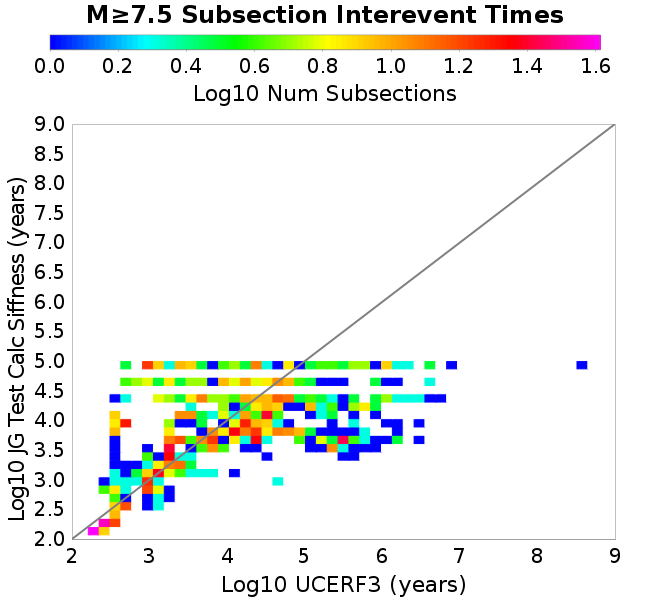 M≥7.5 Subsection Interevent Times
0.0 0.2 0.4 0.6 0.8 1.0 1.2 1.4 1.6
Log10 Num Subsections
Log10 JG Test Calc Siffness (years)
9.0
8.5
8.0
7.5
7.0
6.5
6.0
5.5
5.0
4.5
4.0
3.5
3.0
2.5
2.0
2 3 4 5 6 7 8 9
Log10 UCERF3 (years)